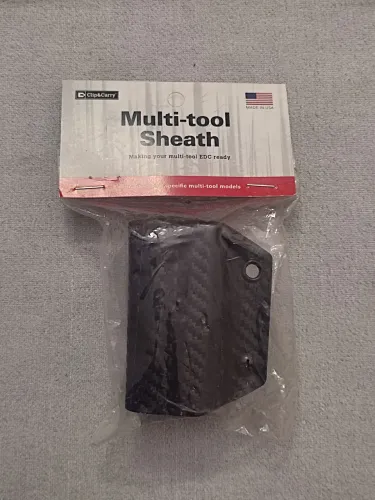 Clip&Carry
MADE IN USA
Multi-tool
Sheath
Making your multi-tool EDC ready
specific multi-tool models